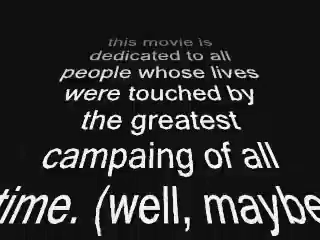 this movie is
dedicated to all
people whose lives
were touched by
the greatest
campaing of all
time. (well, maybe